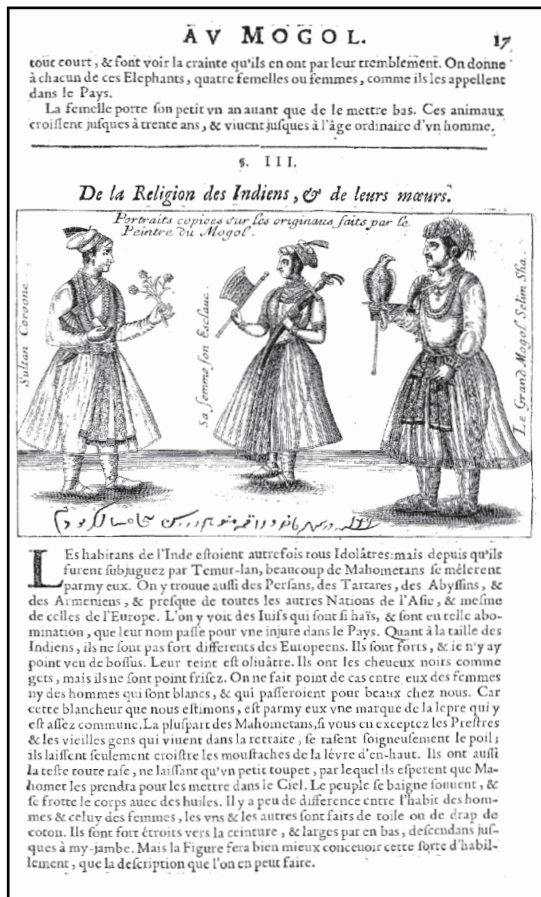 AV MOGOL. 17
tout court, & ſont voir la crainte qu'ils en ont par leur tremblement. On donne
à chacun de ces Elephants, quatre femelles ou femmes, comme ils les appellent
dans le Pays.
La femelle porte ſon petit vn an auant que de le mettre bas. Ces animaux
croiſſent juſques à trente ans, & viuent juſques à l'âge ordinaire d'vn homme.
§. III.
De la Religion des Indiens, & de leurs mœurs.
Portraits copiees sur les originaus faits par le
Peintre du Mogol.
Sultan Coroone.
Sa femme son Esclaue.
Le Grand Mogol Selim Sha.
LEs habitans de l'Inde eſtoient autrefois tous Idolâtres: mais depuis qu'ils
furent ſubjuguez par Temur-lan, beaucoup de Mahometans ſe mêlerent
parmy eux. On y trouue auſſi des Perſans, des Tartares, des Abyſſins, &
des Armeniens, & preſque de toutes les autres Nations de l'Aſie, & meſme
de celles de l'Europe. L'on y voit des Iuifs qui ſont ſi haïs, & ſont en telle abo-
mination, que leur nom paſſe pour vne injure dans le Pays. Quant à la taille des
Indiens, ils ne ſont pas fort differents des Europeens. Ils ſont forts, & ie n'y ay
point veu de boſſus. Leur teint eſt oliuâtre. Ils ont les cheueux noirs comme
gets, mais ils ne ſont point friſez. On ne fait point de cas entre eux des femmes
ny des hommes qui ſont blancs, & qui paſſeroient pour beaux chez nous. Car
cette blancheur que nous eſtimons, eſt parmy eux vne marque de la lepre qui y
eſt aſſez commune. La pluſpart des Mahometans, ſi vous en exceptez les Preſtres
& les vieilles gens qui viuent dans la retraite, ſe raſent ſoigneuſement le poil;
ils laiſſent ſeulement croiſtre les mouſtaches de la lévre d'en-haut. Ils ont auſſi
la teſte toute raſe, ne laiſſant qu'vn petit toupet, par lequel ils eſperent que Ma-
homet les prendra pour les mettre dans le Ciel. Le peuple ſe baigne ſouuent, &
ſe frotte le corps auec des huiles. Il y a peu de difference entre l'habit des hom-
mes & celuy des femmes, les vns & les autres ſont faits de toile ou de drap de
coton. Ils ſont fort étroits vers la ceinture, & larges par en bas, deſcendans juſ-
ques à my-jambe. Mais la Figure fera bien mieux conceuoir cette ſorte d'habil-
lement, que la deſcription que l'on en peut faire.